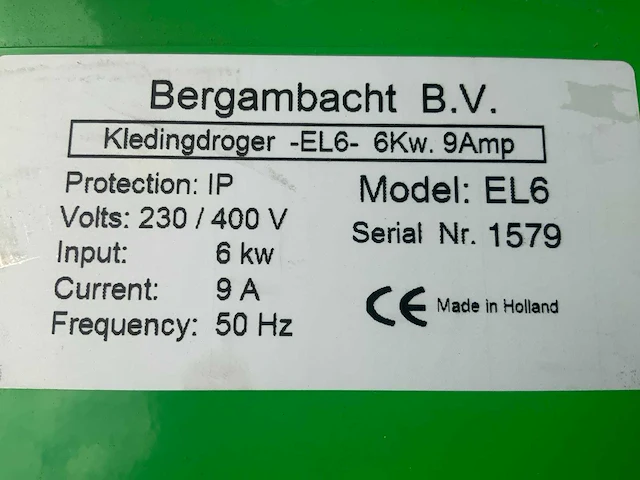 Bergambacht B.V.
Kledingdroger -EL6- 6Kw. 9Amp
Protection: IP
Volts: 230 / 400 V
Input: 6 kw
Current: 9 A
Frequency: 50 Hz
Model: EL6
Serial Nr. 1579
CE Made in Holland